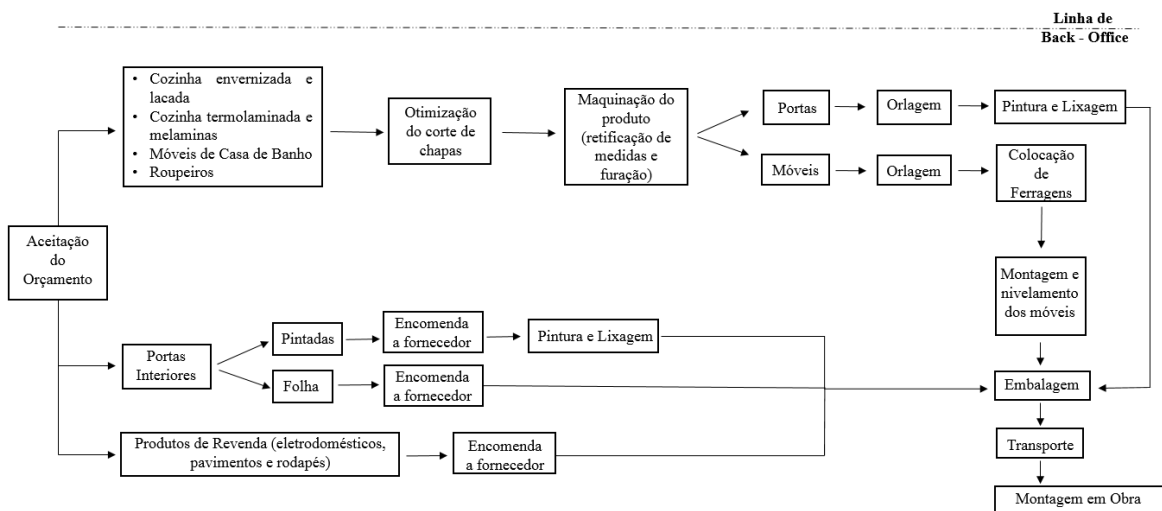 Linha de
Back - Office
• Cozinha envernizada e
lacada
• Cozinha termolaminada e
melaminas
• Móveis de Casa de Banho
• Roupeiros
Otimização
do corte de
chapas
Maquinação do
produto
(retificação de
medidas e
furação)
Portas
Orlagem
Pintura e Lixagem
Móveis
Orlagem
Colocação
de
Ferragens
Aceitação
do
Orçamento
Montagem e
nivelamento
dos móveis
Portas
Interiores
Pintadas
Encomenda
a fornecedor
Pintura e Lixagem
Folha
Encomenda
a fornecedor
Embalagem
Produtos de Revenda (eletrodomésticos,
pavimentos e rodapés)
Encomenda
a fornecedor
Transporte
Montagem em Obra